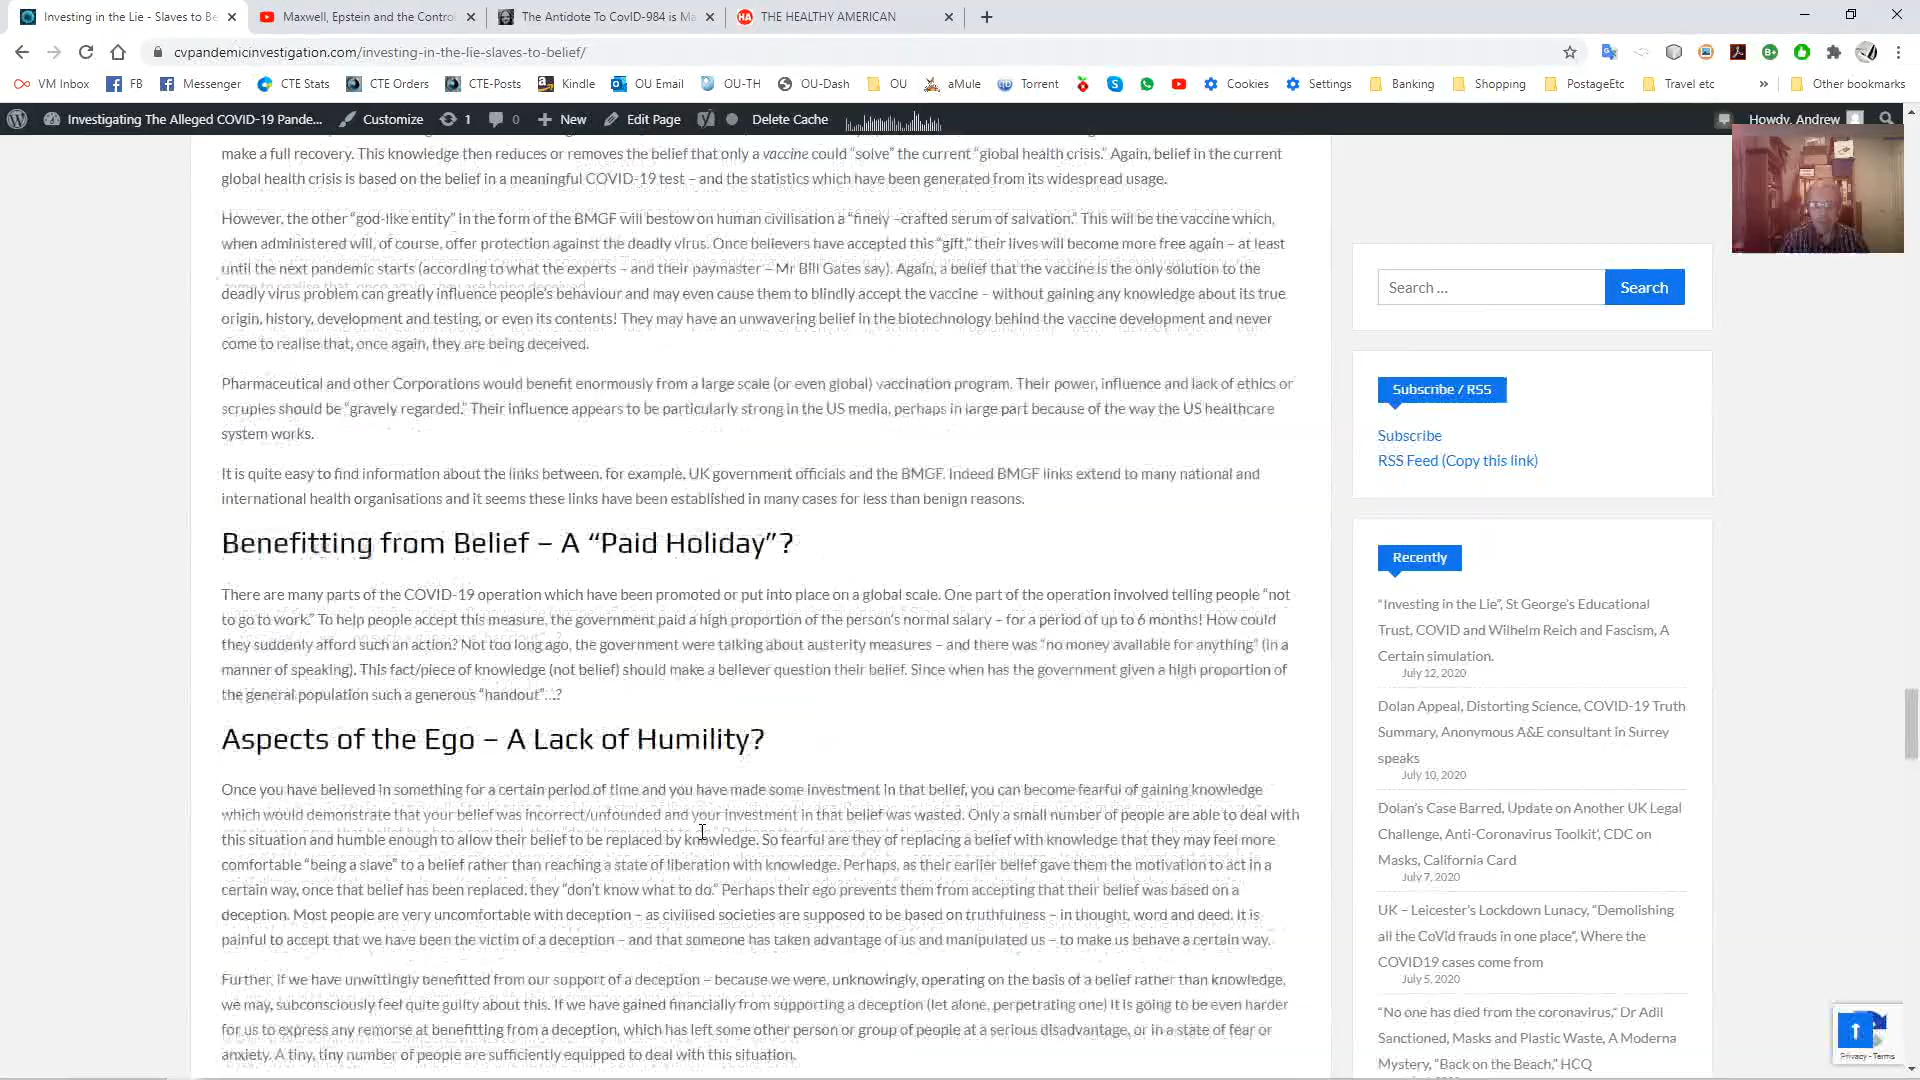 Investing in the Lie - Slaves to Be
Maxwell, Epstein and the Control
The Antidote To CovID-984 is Ma
THE HEALTHY AMERICAN
cvpandemicinvestigation.com/investing-in-the-lie-slaves-to-belief/
VM Inbox FB Messenger CTE Stats CTE Orders CTE-Posts Kindle OU Email OU-TH OU-Dash OU aMule Torrent Cookies Settings Banking Shopping PostageEtc Travel etc » Other bookmarks
Investigating The Alleged COVID-19 Pande... Customize 1 0 New Edit Page Delete Cache Howdy, Andrew
make a full recovery. This knowledge then reduces or removes the belief that only a vaccine could “solve” the current “global health crisis.” Again, belief in the current
global health crisis is based on the belief in a meaningful COVID-19 test – and the statistics which have been generated from its widespread usage.
However, the other “god-like entity” in the form of the BMGF will bestow on human civilisation a “finely –crafted serum of salvation.” This will be the vaccine which,
when administered will, of course, offer protection against the deadly virus. Once believers have accepted this “gift,” their lives will become more free again – at least
until the next pandemic starts (according to what the experts – and their paymaster – Mr Bill Gates say). Again, a belief that the vaccine is the only solution to the
deadly virus problem can greatly influence people’s behaviour and may even cause them to blindly accept the vaccine – without gaining any knowledge about its true
origin, history, development and testing, or even its contents! They may have an unwavering belief in the biotechnology behind the vaccine development and never
come to realise that, once again, they are being deceived.
Pharmaceutical and other Corporations would benefit enormously from a large scale (or even global) vaccination program. Their power, influence and lack of ethics or
scruples should be “gravely regarded.” Their influence appears to be particularly strong in the US media, perhaps in large part because of the way the US healthcare
system works.
It is quite easy to find information about the links between, for example, UK government officials and the BMGF. Indeed BMGF links extend to many national and
international health organisations and it seems these links have been established in many cases for less than benign reasons.
Benefitting from Belief – A “Paid Holiday”?
There are many parts of the COVID-19 operation which have been promoted or put into place on a global scale. One part of the operation involved telling people “not
to go to work.” To help people accept this measure, the government paid a high proportion of the person’s normal salary – for a period of up to 6 months! How could
they suddenly afford such an action? Not too long ago, the government were talking about austerity measures – and there was “no money available for anything” (in a
manner of speaking). This fact/piece of knowledge (not belief) should make a believer question their belief. Since when has the government given a high proportion of
the general population such a generous “handout”…?
Aspects of the Ego – A Lack of Humility?
Once you have believed in something for a certain period of time and you have made some investment in that belief, you can become fearful of gaining knowledge
which would demonstrate that your belief was incorrect/unfounded and your investment in that belief was wasted. Only a small number of people are able to deal with
this situation and humble enough to allow their belief to be replaced by knowledge. So fearful are they of replacing a belief with knowledge that they may feel more
comfortable “being a slave” to a belief rather than reaching a state of liberation with knowledge. Perhaps, as their earlier belief gave them the motivation to act in a
certain way, once that belief has been replaced, they “don’t know what to do.” Perhaps their ego prevents them from accepting that their belief was based on a
deception. Most people are very uncomfortable with deception – as civilised societies are supposed to be based on truthfulness – in thought, word and deed. It is
painful to accept that we have been the victim of a deception – and that someone has taken advantage of us and manipulated us – to make us behave a certain way.
Further, if we have unwittingly benefitted from our support of a deception – because we were, unknowingly, operating on the basis of a belief rather than knowledge,
we may, subconsciously feel quite guilty about this. If we have gained financially from supporting a deception (let alone, perpetrating one) it is going to be even harder
for us to express any remorse at benefitting from a deception, which has left some other person or group of people at a serious disadvantage, or in a state of fear or
anxiety. A tiny, tiny number of people are sufficiently equipped to deal with this situation.
Search ...
Search
Subscribe / RSS
Subscribe
RSS Feed (Copy this link)
Recently
“Investing in the Lie”, St George’s Educational
Trust, COVID and Wilhelm Reich and Fascism, A
Certain simulation.
July 12, 2020
Dolan Appeal, Distorting Science, COVID-19 Truth
Summary, Anonymous A&E consultant in Surrey
speaks
July 10, 2020
Dolan’s Case Barred, Update on Another UK Legal
Challenge, Anti-Coronavirus Toolkit’, CDC on
Masks, California Card
July 7, 2020
UK – Leicester’s Lockdown Lunacy, “Demolishing
all the CoVid frauds in one place”, Where the
COVID19 cases come from
July 5, 2020
“No one has died from the coronavirus,” Dr Adil
Sanctioned, Masks and Plastic Waste, A Modern
Mystery, “Back on the Beach,” HCQ
Privacy - Terms